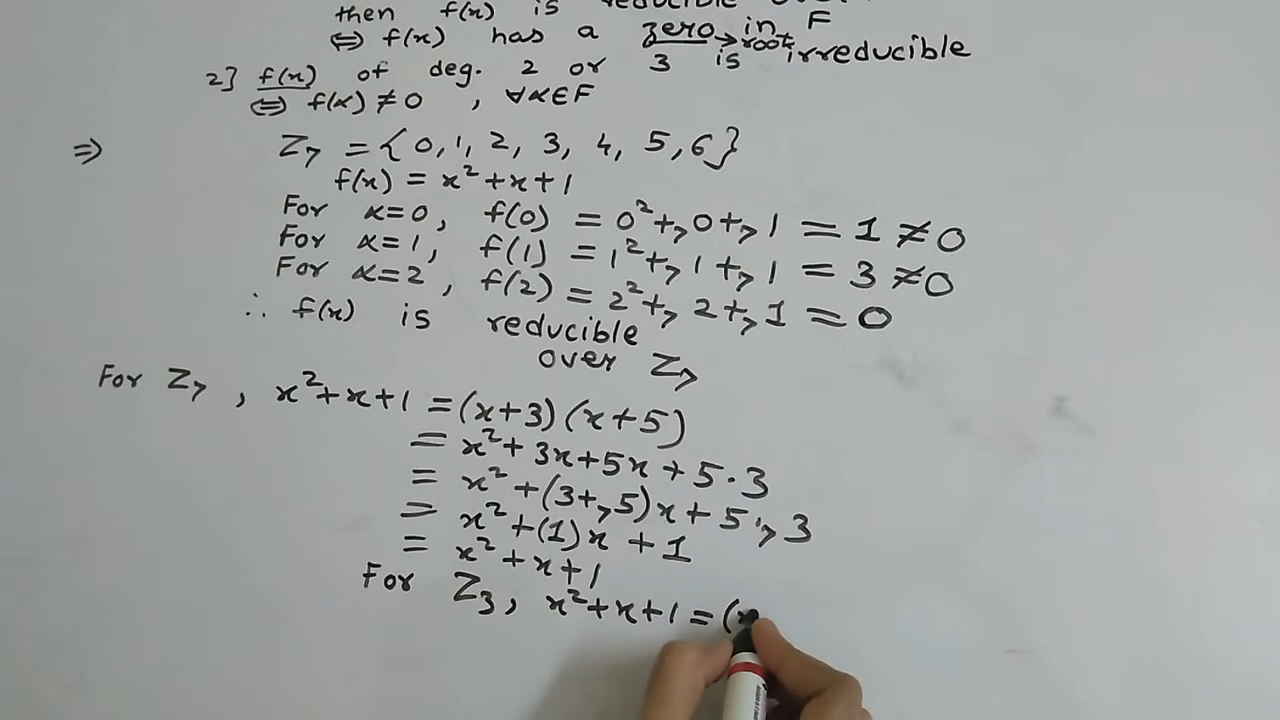 then f(x) is reducible over
⇔ f(x) has a zero → root in F
2] f(x) of deg. 2 or 3 is irreducible
⇔ f(α) ≠ 0 , ∀ α ∈ F
⇒ Z₇ = {0, 1, 2, 3, 4, 5, 6}
f(x) = x² + x + 1
For α=0, f(0) = 0² +₇ 0 +₇ 1 = 1 ≠ 0
For α=1, f(1) = 1² +₇ 1 +₇ 1 = 3 ≠ 0
For α=2, f(2) = 2² +₇ 2 +₇ 1 = 0
∴ f(x) is reducible
over Z₇
For Z₇ , x² + x + 1 = (x+3) (x+5)
= x² + 3x + 5x + 5·3
= x² + (3 +₇ 5)x + 5 ·₇ 3
= x² + (1)x + 1
= x² + x + 1
For Z₃, x² + x + 1 = (x